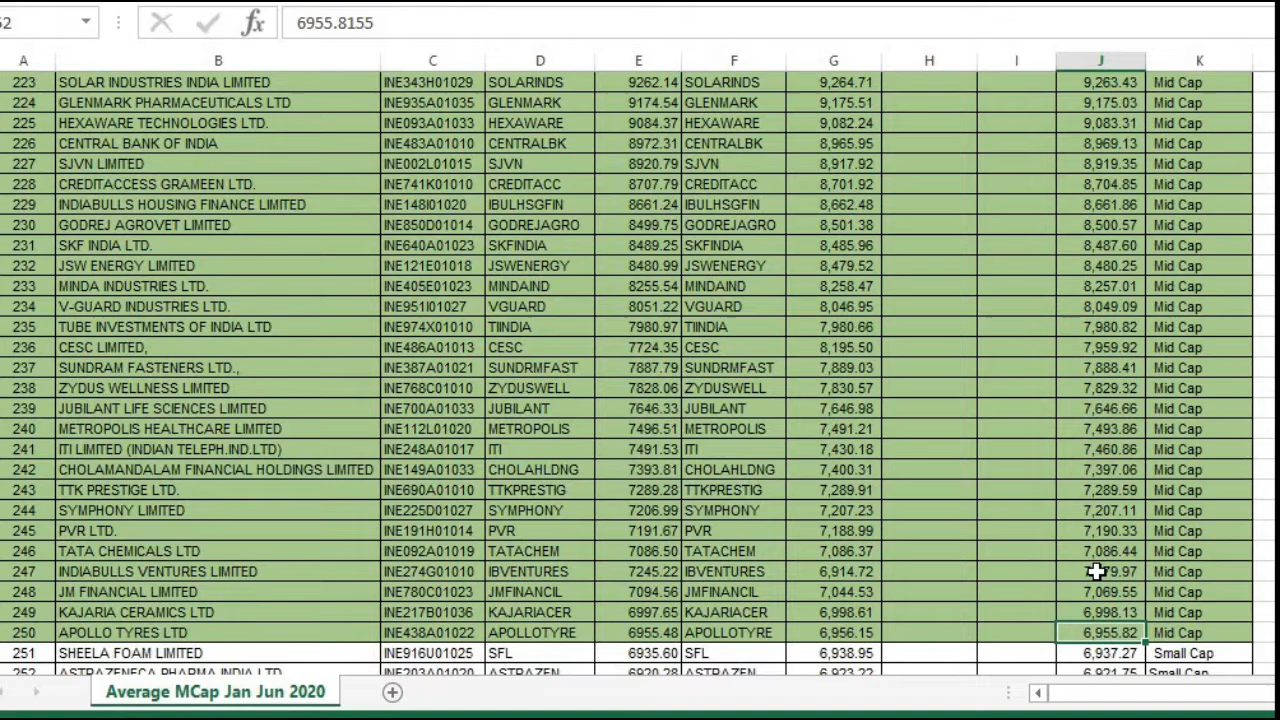 52 fx 6955.8155
A B C D E F G H I J K
223 SOLAR INDUSTRIES INDIA LIMITED INE343H01029 SOLARINDS 9262.14 SOLARINDS 9,264.71 9,263.43 Mid Cap
224 GLENMARK PHARMACEUTICALS LTD INE935A01035 GLENMARK 9174.54 GLENMARK 9,175.51 9,175.03 Mid Cap
225 HEXAWARE TECHNOLOGIES LTD. INE093A01033 HEXAWARE 9084.37 HEXAWARE 9,082.24 9,083.31 Mid Cap
226 CENTRAL BANK OF INDIA INE483A01010 CENTRALBK 8972.31 CENTRALBK 8,965.95 8,969.13 Mid Cap
227 SJVN LIMITED INE002L01015 SJVN 8920.79 SJVN 8,917.92 8,919.35 Mid Cap
228 CREDITACCESS GRAMEEN LTD. INE741K01010 CREDITACC 8707.79 CREDITACC 8,701.92 8,704.85 Mid Cap
229 INDIABULLS HOUSING FINANCE LIMITED INE148I01020 IBULHSGFIN 8661.24 IBULHSGFIN 8,662.48 8,661.86 Mid Cap
230 GODREJ AGROVET LIMITED INE850D01014 GODREJAGRO 8499.75 GODREJAGRO 8,501.38 8,500.57 Mid Cap
231 SKF INDIA LTD. INE640A01023 SKFINDIA 8489.25 SKFINDIA 8,485.96 8,487.60 Mid Cap
232 JSW ENERGY LIMITED INE121E01018 JSWENERGY 8480.99 JSWENERGY 8,479.52 8,480.25 Mid Cap
233 MINDA INDUSTRIES LTD. INE405E01023 MINDAIND 8255.54 MINDAIND 8,258.47 8,257.01 Mid Cap
234 V-GUARD INDUSTRIES LTD. INE951I01027 VGUARD 8051.22 VGUARD 8,046.95 8,049.09 Mid Cap
235 TUBE INVESTMENTS OF INDIA LTD INE974X01010 TIINDIA 7980.97 TIINDIA 7,980.66 7,980.82 Mid Cap
236 CESC LIMITED, INE486A01013 CESC 7724.35 CESC 8,195.50 7,959.92 Mid Cap
237 SUNDRAM FASTENERS LTD., INE387A01021 SUNDRMFAST 7887.79 SUNDRMFAST 7,889.03 7,888.41 Mid Cap
238 ZYDUS WELLNESS LIMITED INE768C01010 ZYDUSWELL 7828.06 ZYDUSWELL 7,830.57 7,829.32 Mid Cap
239 JUBILANT LIFE SCIENCES LIMITED INE700A01033 JUBILANT 7646.33 JUBILANT 7,646.98 7,646.66 Mid Cap
240 METROPOLIS HEALTHCARE LIMITED INE112L01020 METROPOLIS 7496.51 METROPOLIS 7,491.21 7,493.86 Mid Cap
241 ITI LIMITED (INDIAN TELEPH.IND.LTD) INE248A01017 ITI 7491.53 ITI 7,430.18 7,460.86 Mid Cap
242 CHOLAMANDALAM FINANCIAL HOLDINGS LIMITED INE149A01033 CHOLAHLDNG 7393.81 CHOLAHLDNG 7,400.31 7,397.06 Mid Cap
243 TTK PRESTIGE LTD. INE690A01010 TTKPRESTIG 7289.28 TTKPRESTIG 7,289.91 7,289.59 Mid Cap
244 SYMPHONY LIMITED INE225D01027 SYMPHONY 7206.99 SYMPHONY 7,207.23 7,207.11 Mid Cap
245 PVR LTD. INE191H01014 PVR 7191.67 PVR 7,188.99 7,190.33 Mid Cap
246 TATA CHEMICALS LTD INE092A01019 TATACHEM 7086.50 TATACHEM 7,086.37 7,086.44 Mid Cap
247 INDIABULLS VENTURES LIMITED INE274G01010 IBVENTURES 7245.22 IBVENTURES 6,914.72 Mid Cap
248 JM FINANCIAL LIMITED INE780C01023 JMFINANCIL 7094.56 JMFINANCIL 7,044.53 7,069.55 Mid Cap
249 KAJARIA CERAMICS LTD INE217B01036 KAJARIACER 6997.65 KAJARIACER 6,998.61 6,998.13 Mid Cap
250 APOLLO TYRES LTD INE438A01022 APOLLOTYRE 6955.48 APOLLOTYRE 6,956.15 6,955.82 Mid Cap
251 SHEELA FOAM LIMITED INE916U01025 SFL 6935.60 SFL 6,938.95 6,937.27 Small Cap
252 ASTRAZENECA PHARMA INDIA LTD ASTRAZEN 6920.28 ASTRAZEN 6,923.22 6,921.75 Small Cap
Average MCap Jan Jun 2020